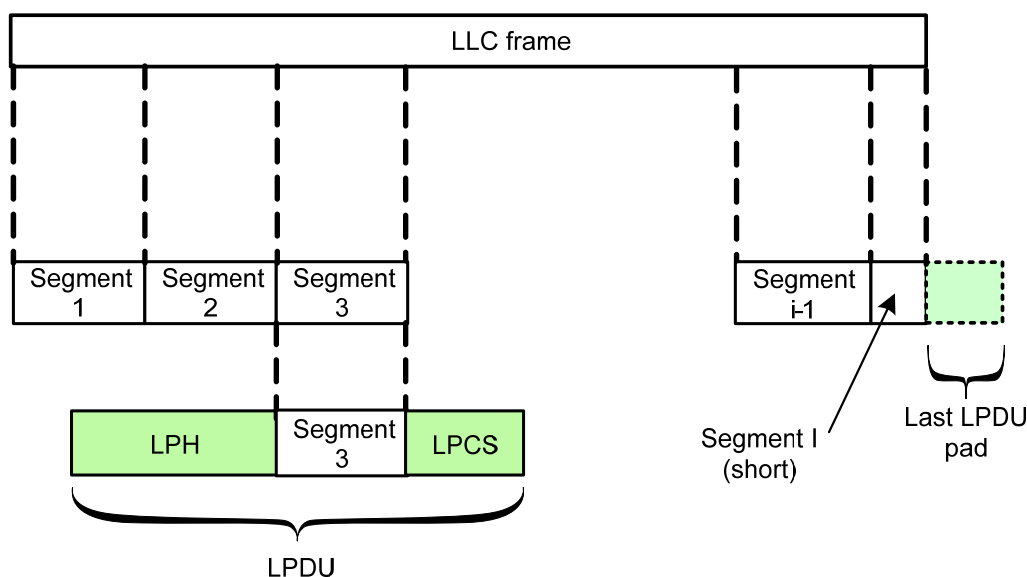 LLC frame
Segment
1
Segment
2
Segment
3
Segment
i-1
LPH
Segment
3
LPCS
Segment I
(short)
Last LPDU
pad
LPDU